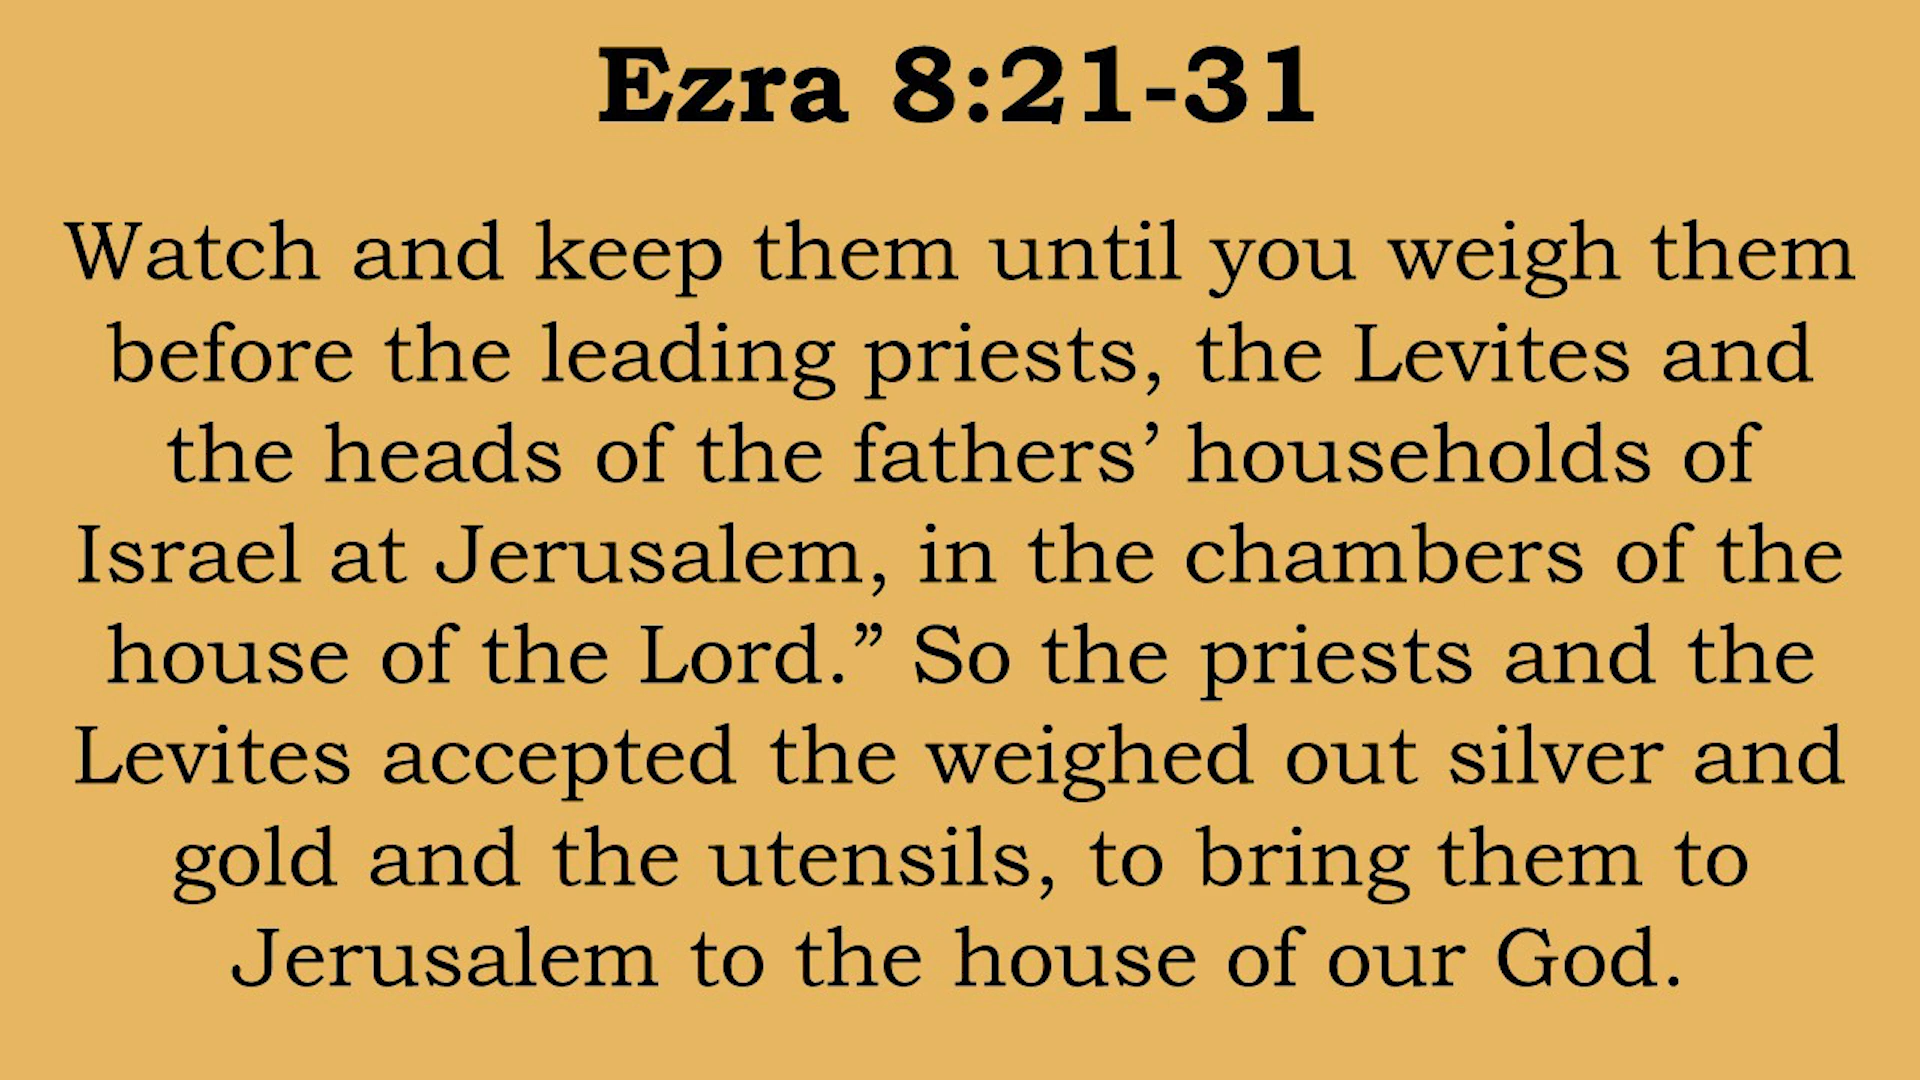 Ezra 8:21-31
Watch and keep them until you weigh them
before the leading priests, the Levites and
the heads of the fathers’ households of
Israel at Jerusalem, in the chambers of the
house of the Lord.” So the priests and the
Levites accepted the weighed out silver and
gold and the utensils, to bring them to
Jerusalem to the house of our God.